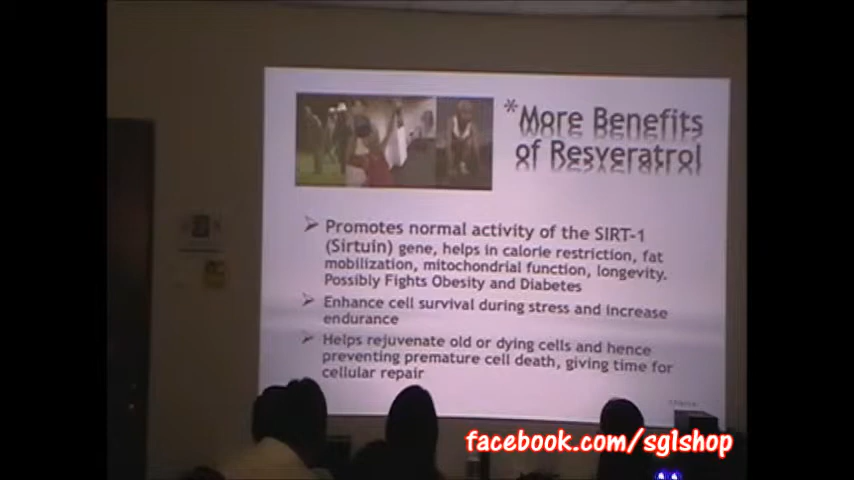 *More Benefits
of Resveratrol
➢ Promotes normal activity of the SIRT-1
(Sirtuin) gene, helps in calorie restriction, fat
mobilization, mitochondrial function, longevity.
Possibly Fights Obesity and Diabetes
➢ Enhance cell survival during stress and increase
endurance
➢ Helps rejuvenate old or dying cells and hence
preventing premature cell death, giving time for
cellular repair
facebook.com/sg1shop